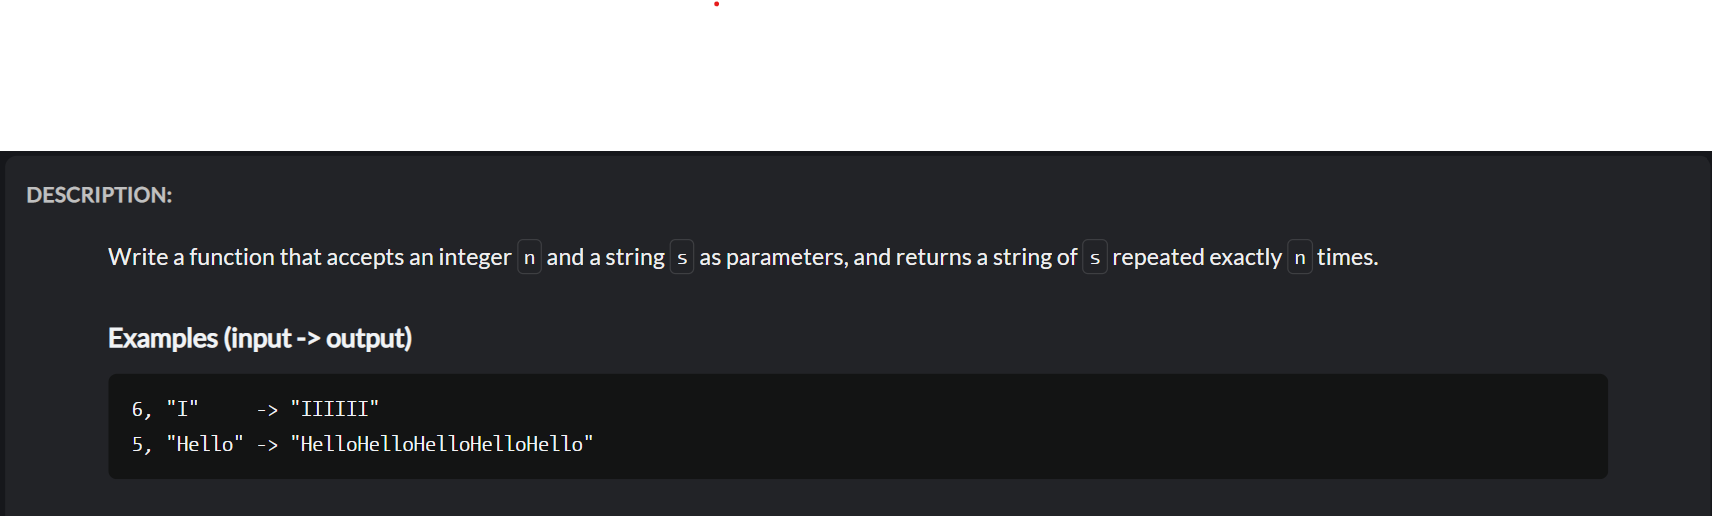 DESCRIPTION:
Write a function that accepts an integer n and a string s as parameters, and returns a string of s repeated exactly n times.
Examples (input -> output)
6, "I"     -> "IIIIII"
5, "Hello" -> "HelloHelloHelloHelloHello"